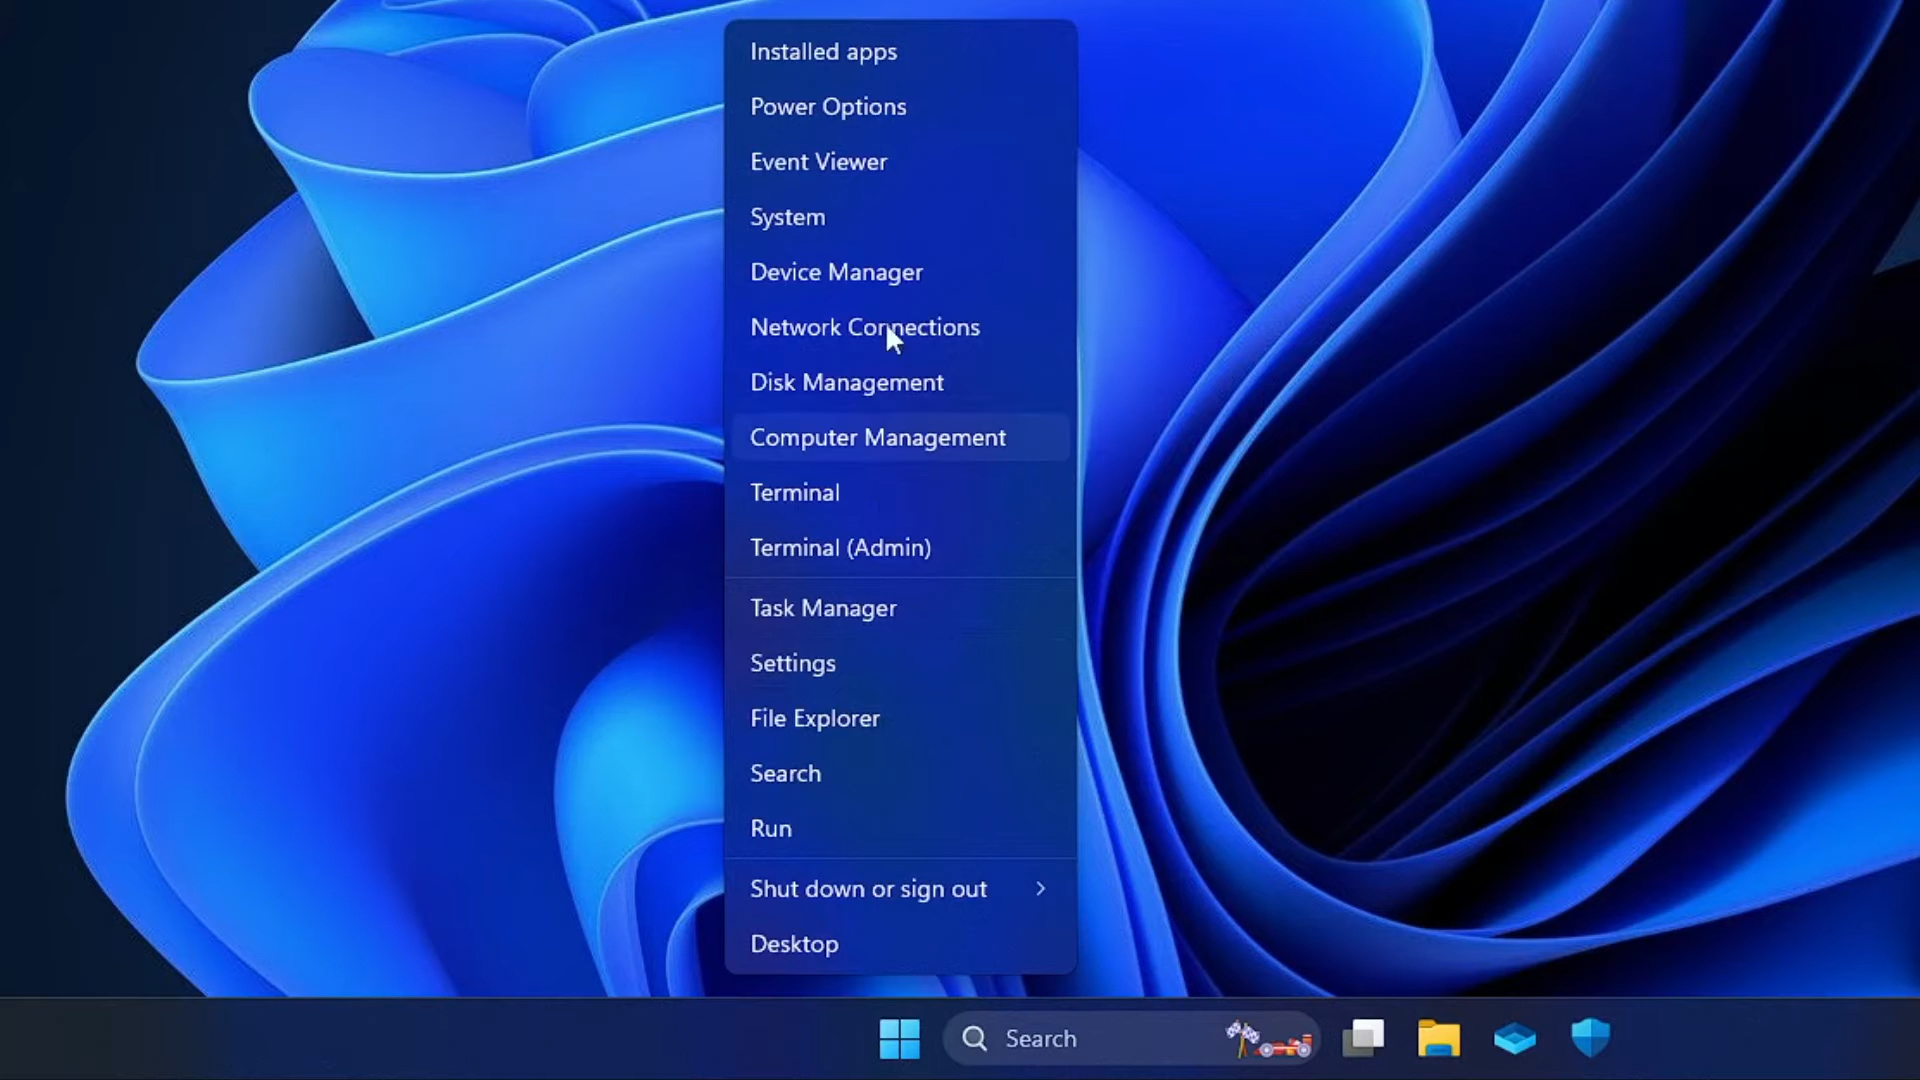 Installed apps
Power Options
Event Viewer
System
Device Manager
Network Connections
Disk Management
Computer Management
Terminal
Terminal (Admin)
Task Manager
Settings
File Explorer
Search
Run
Shut down or sign out
Desktop
Search